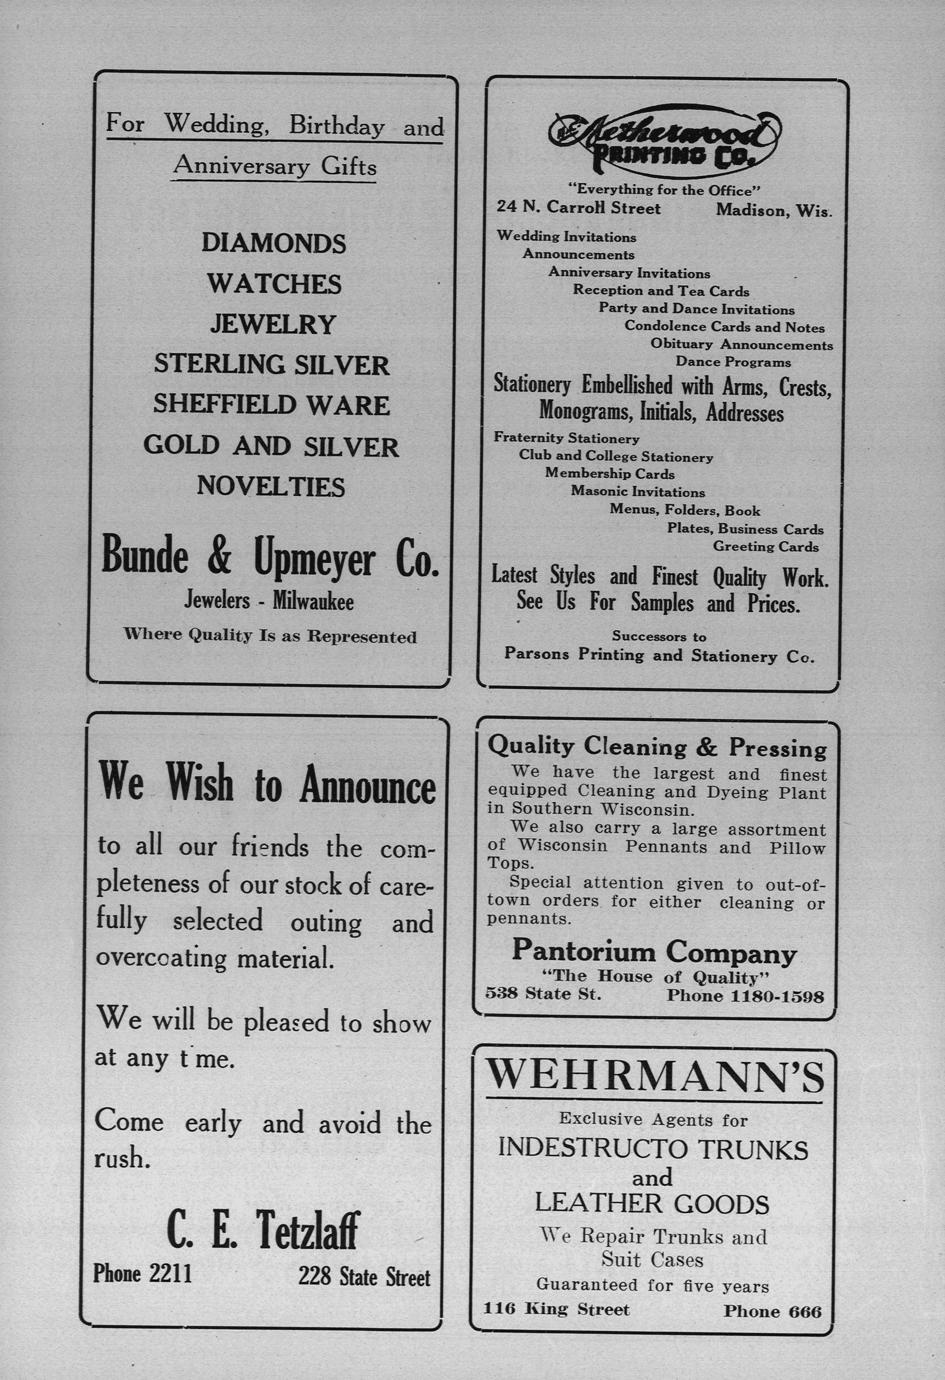 For Wedding, Birthday and
Anniversary Gifts
DIAMONDS
WATCHES
JEWELRY
STERLING SILVER
SHEFFIELD WARE
GOLD AND SILVER
NOVELTIES
Bunde & Upmeyer Co.
Jewelers - Milwaukee
Where Quality Is as Represented
Netherwood
PRINTING CO.
"Everything for the Office"
24 N. Carroll Street Madison, Wis.
Wedding Invitations
Announcements
Anniversary Invitations
Reception and Tea Cards
Party and Dance Invitations
Condolence Cards and Notes
Obituary Announcements
Dance Programs
Stationery Embellished with Arms, Crests,
Monograms, Initials, Addresses
Fraternity Stationery
Club and College Stationery
Membership Cards
Masonic Invitations
Menus, Folders, Book
Plates, Business Cards
Greeting Cards
Latest Styles and Finest Quality Work.
See Us For Samples and Prices.
Successors to
Parsons Printing and Stationery Co.
We Wish to Announce
to all our friends the com-
pleteness of our stock of care-
fully selected outing and
overcoating material.
We will be pleased to show
at any t me.
Come early and avoid the
rush.
C. E. Tetzlaff
Phone 2211 228 State Street
Quality Cleaning & Pressing
We have the largest and finest
equipped Cleaning and Dyeing Plant
in Southern Wisconsin.
We also carry a large assortment
of Wisconsin Pennants and Pillow
Tops.
Special attention given to out-of-
town orders for either cleaning or
pennants.
Pantorium Company
"The House of Quality"
538 State St. Phone 1180-1598
WEHRMANN'S
Exclusive Agents for
INDESTRUCTO TRUNKS
and
LEATHER GOODS
We Repair Trunks and
Suit Cases
Guaranteed for five years
116 King Street Phone 666